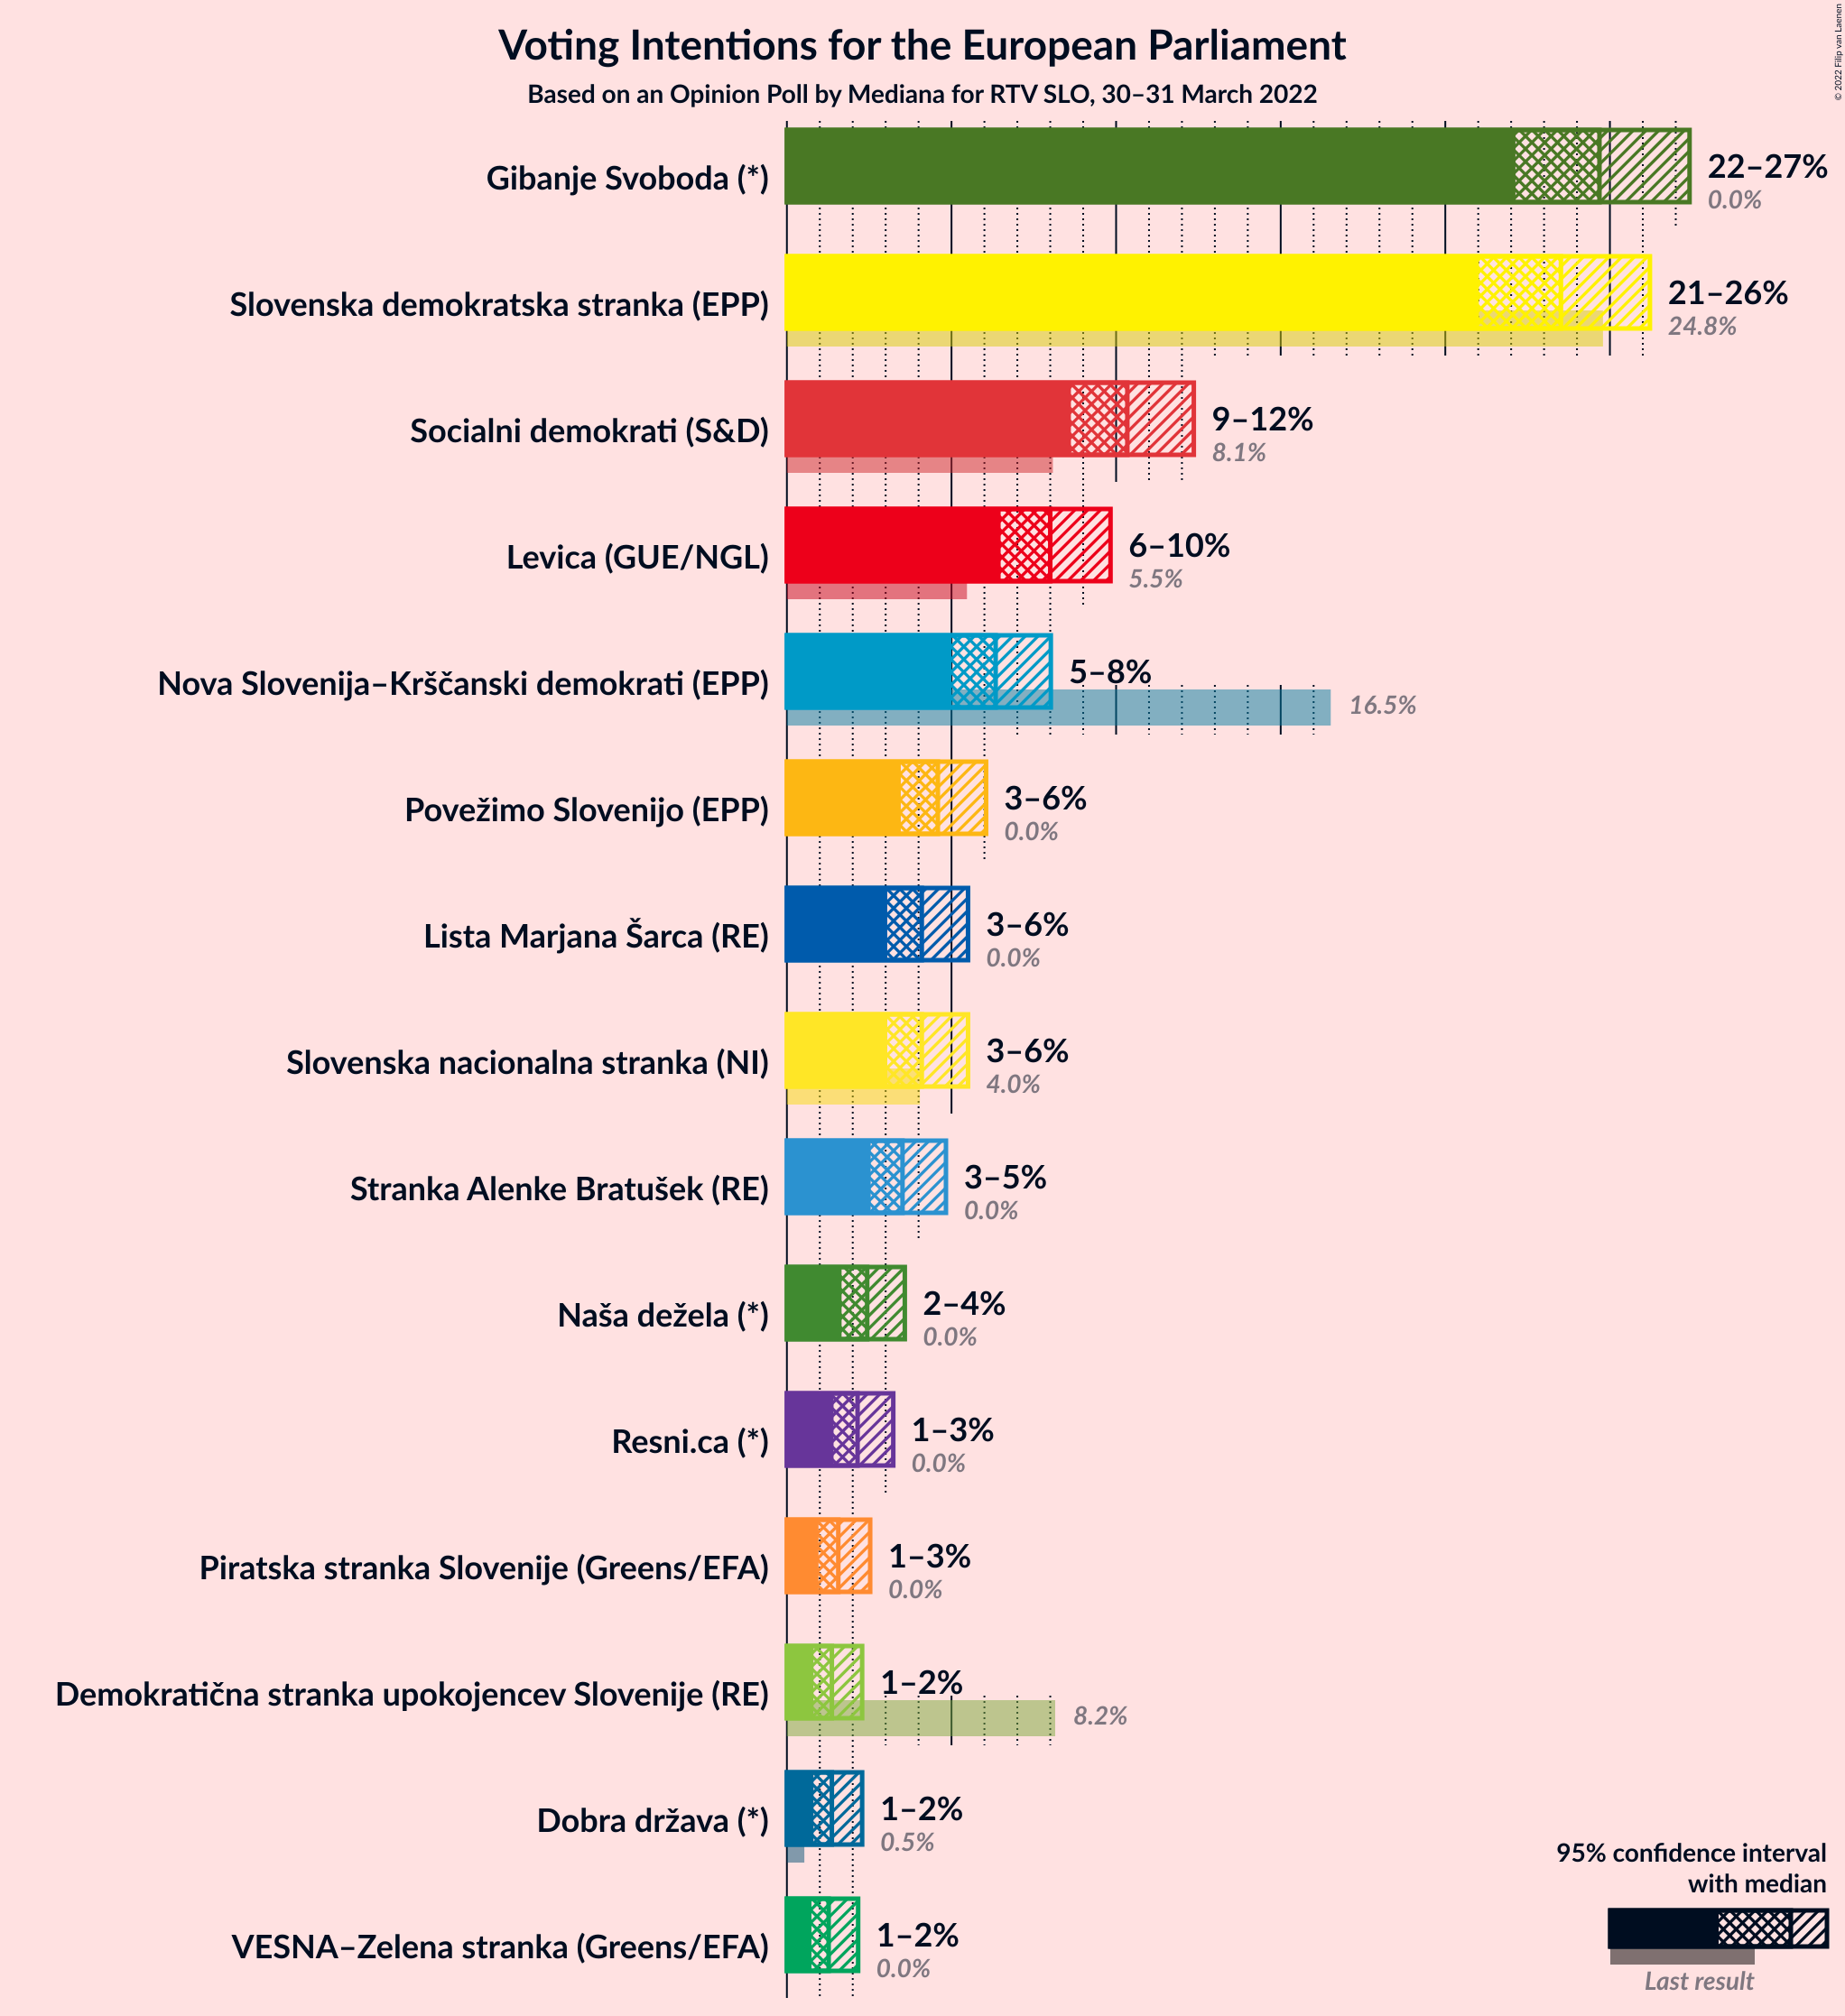 Voting Intentions for the European Parliament
Based on an Opinion Poll by Mediana for RTV SLO, 30–31 March 2022
© 2022 Filip van Laenen
Gibanje Svoboda (*)
22–27%
0.0%
Slovenska demokratska stranka (EPP)
21–26%
24.8%
Socialni demokrati (S&D)
9–12%
8.1%
Levica (GUE/NGL)
6–10%
5.5%
Nova Slovenija–Krščanski demokrati (EPP)
5–8%
16.5%
Povežimo Slovenijo (EPP)
3–6%
0.0%
Lista Marjana Šarca (RE)
3–6%
0.0%
Slovenska nacionalna stranka (NI)
3–6%
4.0%
Stranka Alenke Bratušek (RE)
3–5%
0.0%
Naša dežela (*)
2–4%
0.0%
Resni.ca (*)
1–3%
0.0%
Piratska stranka Slovenije (Greens/EFA)
1–3%
0.0%
Demokratična stranka upokojencev Slovenije (RE)
1–2%
8.2%
Dobra država (*)
1–2%
0.5%
VESNA–Zelena stranka (Greens/EFA)
1–2%
0.0%
95% confidence interval
with median
Last result